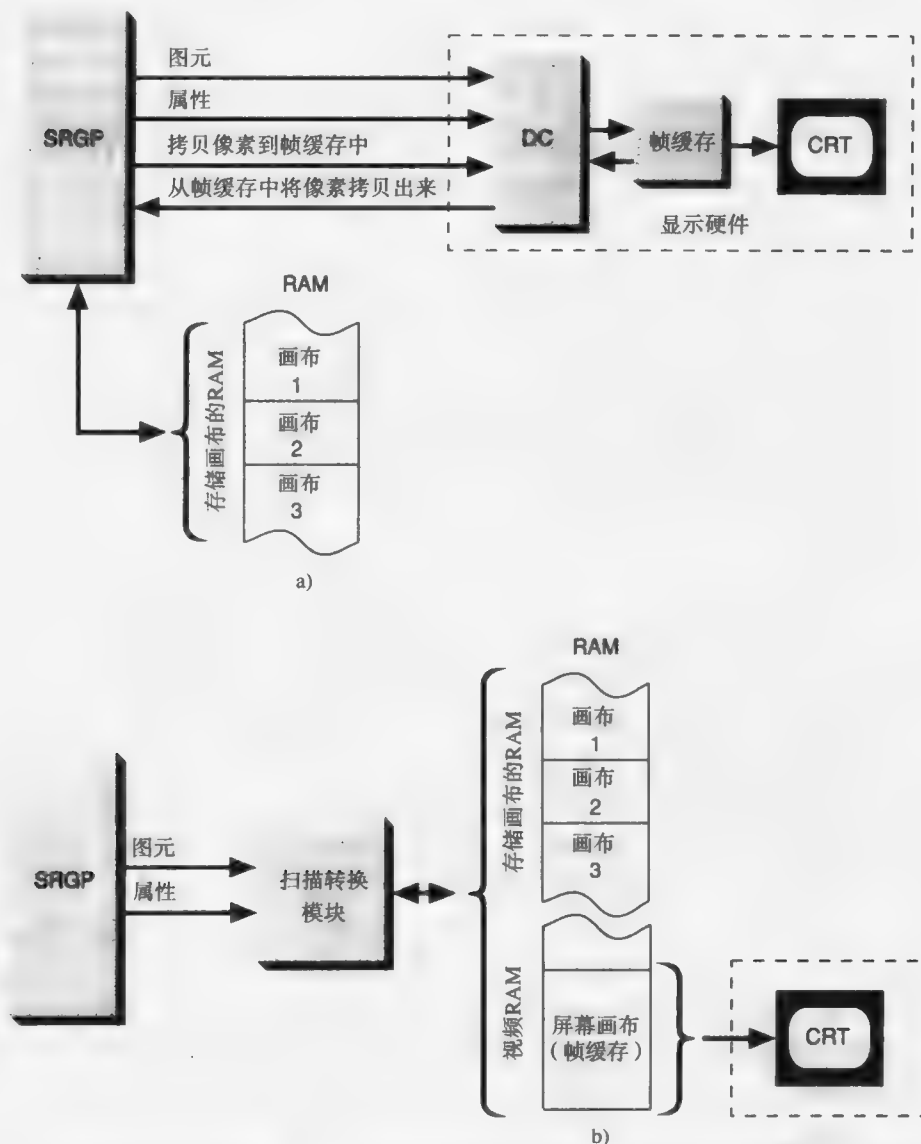 图元
属性
SRGP
拷贝像素到帧缓存中
从帧缓存中将像素拷贝出来
DC
帧缓存
CRT
显示硬件
RAM
存储画布的RAM
画布
1
画布
2
画布
3
a)
RAM
存储画布的RAM
画布
1
画布
2
画布
3
SRGP
图元
属性
扫描转换
模块
视频RAM
屏幕画布
(帧缓存)
CRT
b)